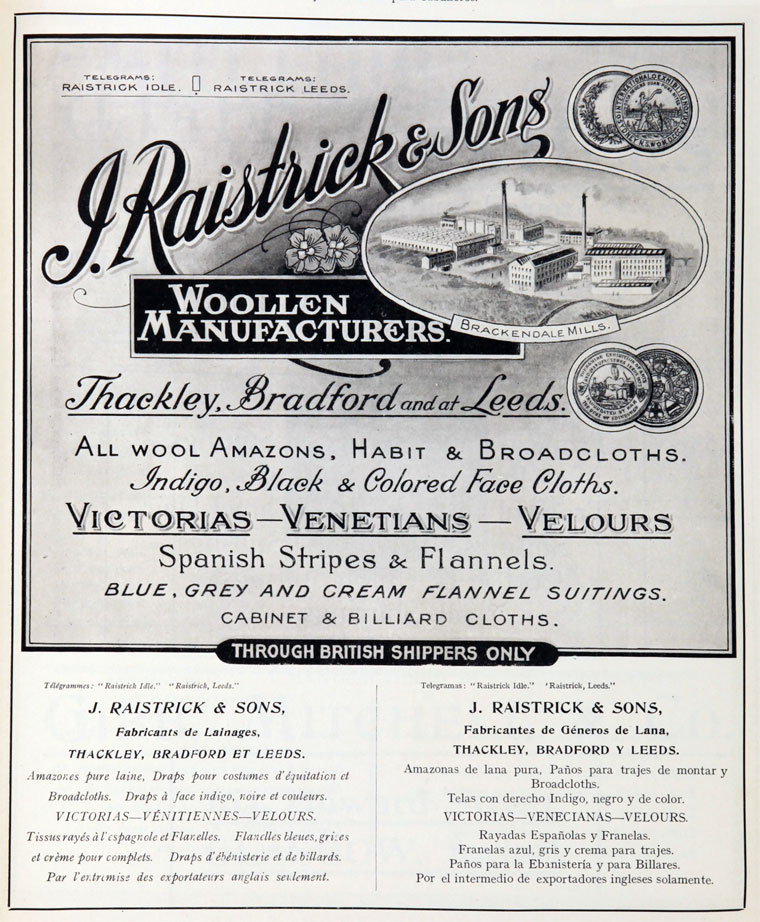 TELEGRAMS: TELEGRAMS:
RAISTRICK IDLE. RAISTRICK LEEDS.
J. Raistrick & Sons
WOOLLEN
MANUFACTURERS.
BRACKENDALE MILLS.
Thackley, Bradford and at Leeds.
ALL WOOL AMAZONS, HABIT & BROADCLOTHS.
Indigo, Black & Colored Face Cloths.
VICTORIAS — VENETIANS — VELOURS
Spanish Stripes & Flannels.
BLUE, GREY AND CREAM FLANNEL SUITINGS.
CABINET & BILLIARD CLOTHS.
THROUGH BRITISH SHIPPERS ONLY
Télégrammes: "Raistrick Idle." "Raistrick, Leeds."
J. RAISTRICK & SONS,
Fabricants de Lainages,
THACKLEY, BRADFORD ET LEEDS.
Amazones pure laine, Draps pour costumes d'équitation et
Broadcloths. Draps à face indigo, noire et couleurs.
VICTORIAS—VÉNITIENNES—VELOURS.
Tissus rayés à l'espagnole et Flanelles. Flanelles bleues, grises
et crème pour complets. Draps d'ébénisterie et de billards.
Par l'entremise des exportateurs anglais seulement.
Telegramas: "Raistrick Idle." 'Raistrick, Leeds."
J. RAISTRICK & SONS,
Fabricantes de Géneros de Lana,
THACKLEY, BRADFORD Y LEEDS.
Amazonas de lana pura, Paños para trajes de montar y
Broadcloths.
Telas con derecho Indigo, negro y de color.
VICTORIAS—VENECIANAS—VELOURS.
Rayadas Españolas y Franelas.
Franelas azul, gris y crema para trajes.
Paños para la Ebanistería y para Billares.
Por el intermedio de exportadores ingleses solamente.